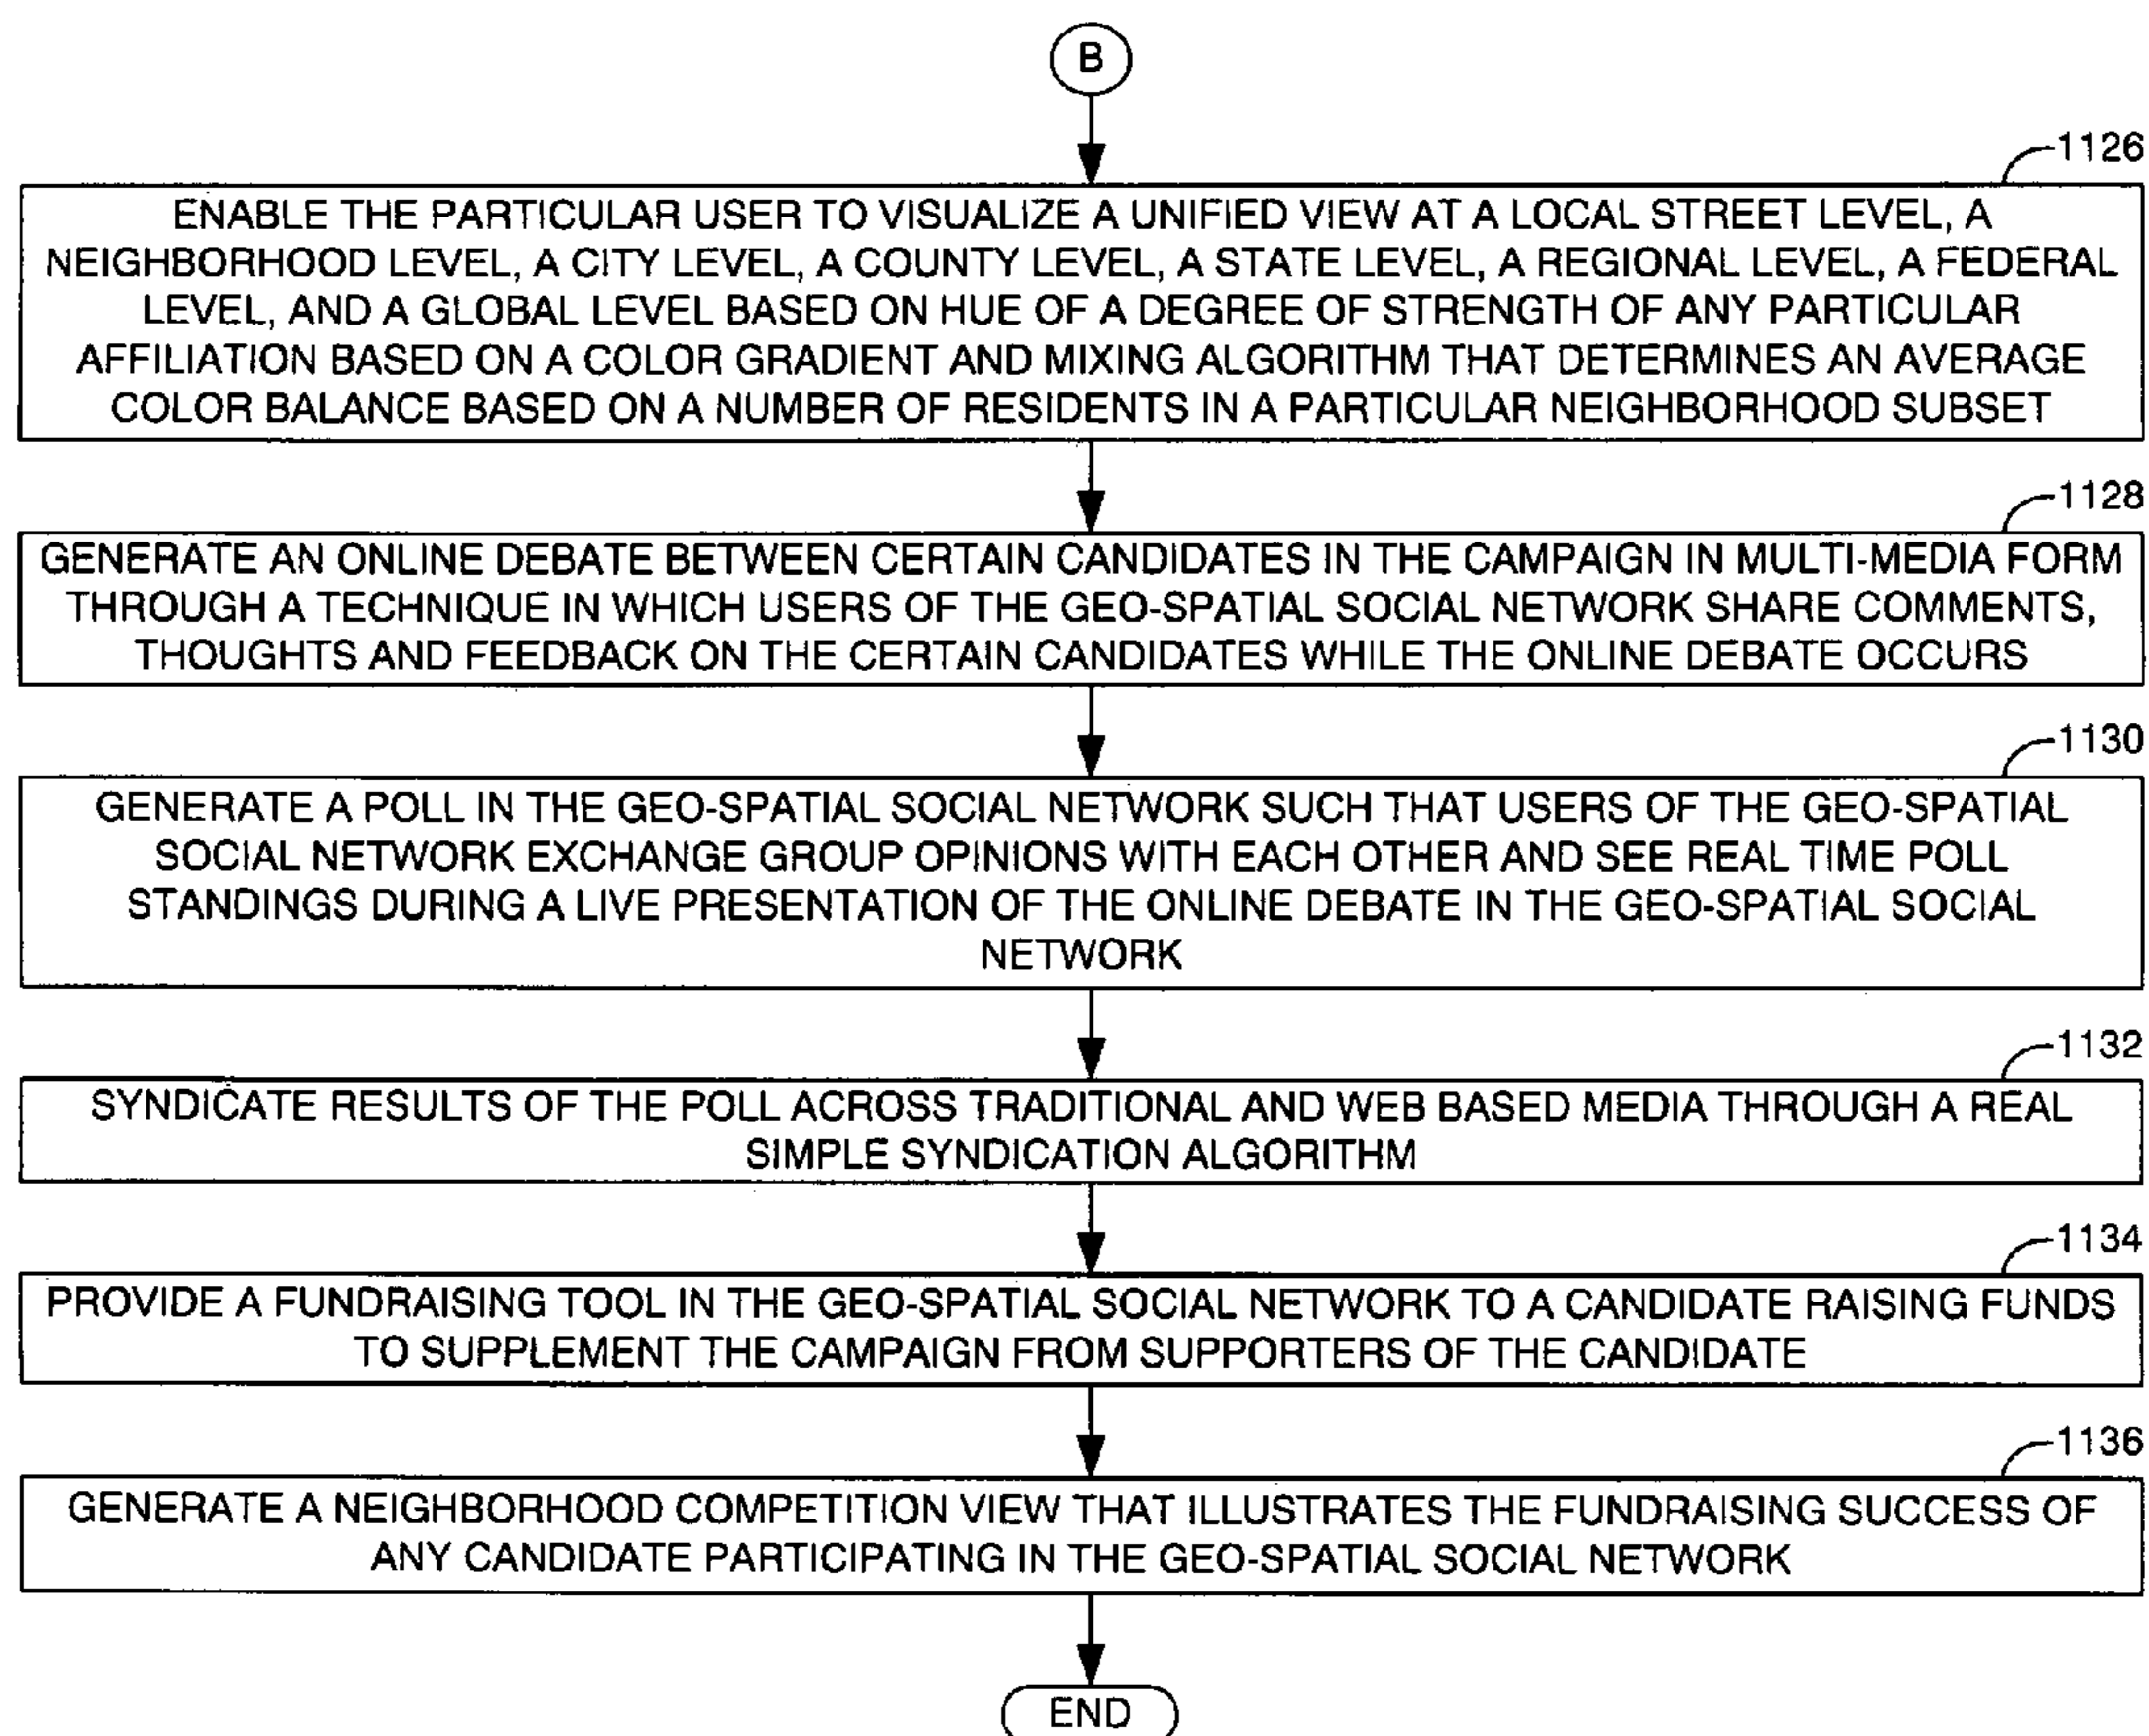 B
1126
ENABLE THE PARTICULAR USER TO VISUALIZE A UNIFIED VIEW AT A LOCAL STREET LEVEL, A
NEIGHBORHOOD LEVEL, A CITY LEVEL, A COUNTY LEVEL, A STATE LEVEL, A REGIONAL LEVEL, A FEDERAL
LEVEL, AND A GLOBAL LEVEL BASED ON HUE OF A DEGREE OF STRENGTH OF ANY PARTICULAR
AFFILIATION BASED ON A COLOR GRADIENT AND MIXING ALGORITHM THAT DETERMINES AN AVERAGE
COLOR BALANCE BASED ON A NUMBER OF RESIDENTS IN A PARTICULAR NEIGHBORHOOD SUBSET
1128
GENERATE AN ONLINE DEBATE BETWEEN CERTAIN CANDIDATES IN THE CAMPAIGN IN MULTI-MEDIA FORM
THROUGH A TECHNIQUE IN WHICH USERS OF THE GEO-SPATIAL SOCIAL NETWORK SHARE COMMENTS,
THOUGHTS AND FEEDBACK ON THE CERTAIN CANDIDATES WHILE THE ONLINE DEBATE OCCURS
1130
GENERATE A POLL IN THE GEO-SPATIAL SOCIAL NETWORK SUCH THAT USERS OF THE GEO-SPATIAL
SOCIAL NETWORK EXCHANGE GROUP OPINIONS WITH EACH OTHER AND SEE REAL TIME POLL
STANDINGS DURING A LIVE PRESENTATION OF THE ONLINE DEBATE IN THE GEO-SPATIAL SOCIAL
NETWORK
1132
SYNDICATE RESULTS OF THE POLL ACROSS TRADITIONAL AND WEB BASED MEDIA THROUGH A REAL
SIMPLE SYNDICATION ALGORITHM
1134
PROVIDE A FUNDRAISING TOOL IN THE GEO-SPATIAL SOCIAL NETWORK TO A CANDIDATE RAISING FUNDS
TO SUPPLEMENT THE CAMPAIGN FROM SUPPORTERS OF THE CANDIDATE
1136
GENERATE A NEIGHBORHOOD COMPETITION VIEW THAT ILLUSTRATES THE FUNDRAISING SUCCESS OF
ANY CANDIDATE PARTICIPATING IN THE GEO-SPATIAL SOCIAL NETWORK
END